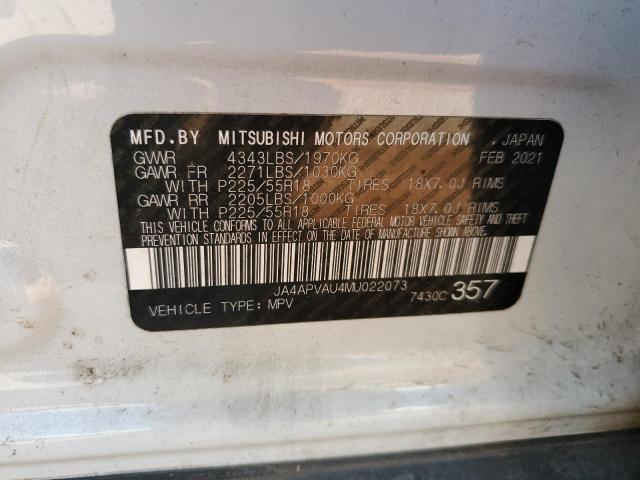 MFD.BY MITSUBISHI MOTORS CORPORATION, JAPAN
GVWR 4343LBS/1970KG FEB 2021
GAWR FR 2271LBS/1030KG
WITH P225/55R18 TIRES 18X7.0J RIMS
GAWR RR 2205LBS/1000KG
WITH P225/55R18 TIRES 18X7.0J RIMS
THIS VEHICLE CONFORMS TO ALL APPLICABLE FEDERAL MOTOR VEHICLE SAFETY AND THEFT
PREVENTION STANDARDS IN EFFECT ON THE DATE OF MANUFACTURE SHOWN ABOVE.
JA4APVAU4MU022073 7430C 357
VEHICLE TYPE: MPV